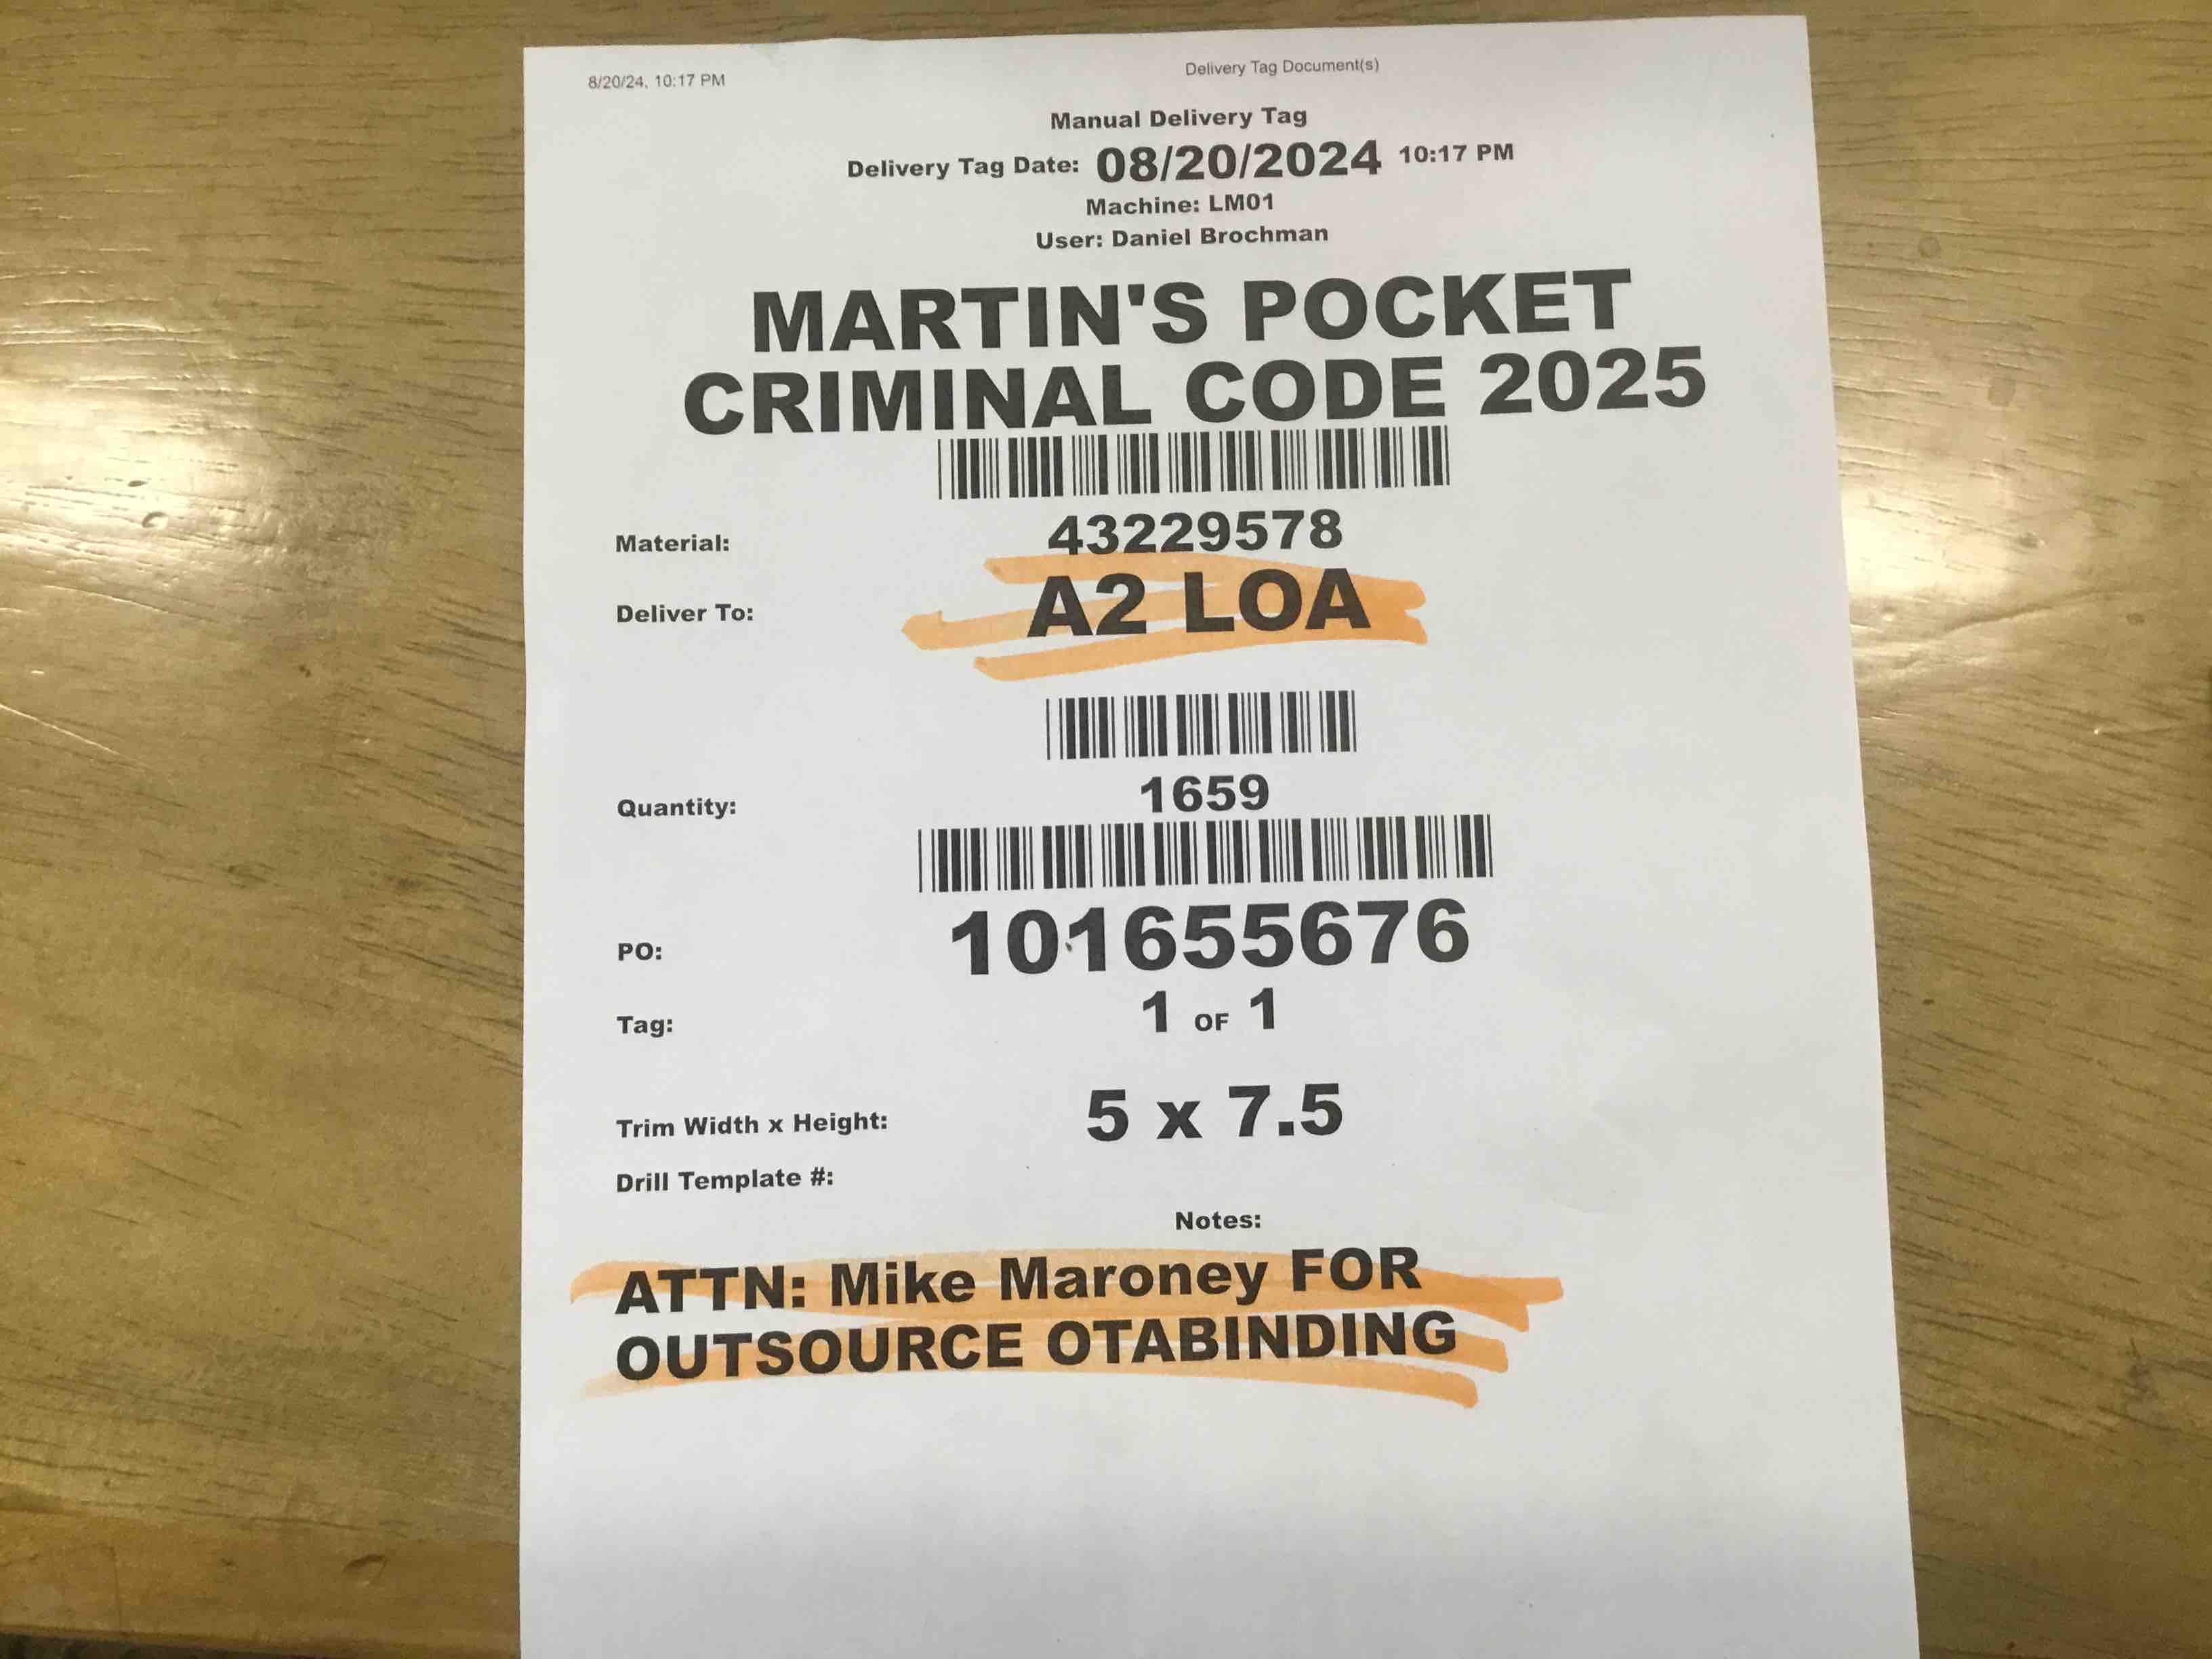 8/20/24, 10:17 PM
Delivery Tag Document(s)
Manual Delivery Tag
Delivery Tag Date: 08/20/2024 10:17 PM
Machine: LM01
User: Daniel Brochman
MARTIN'S POCKET
CRIMINAL CODE 2025
Material: 43229578
Deliver To: A2 LOA
Quantity: 1659
PO: 101655676
Tag: 1 OF 1
Trim Width x Height: 5 x 7.5
Drill Template #:
Notes:
ATTN: Mike Maroney FOR
OUTSOURCE OTABINDING